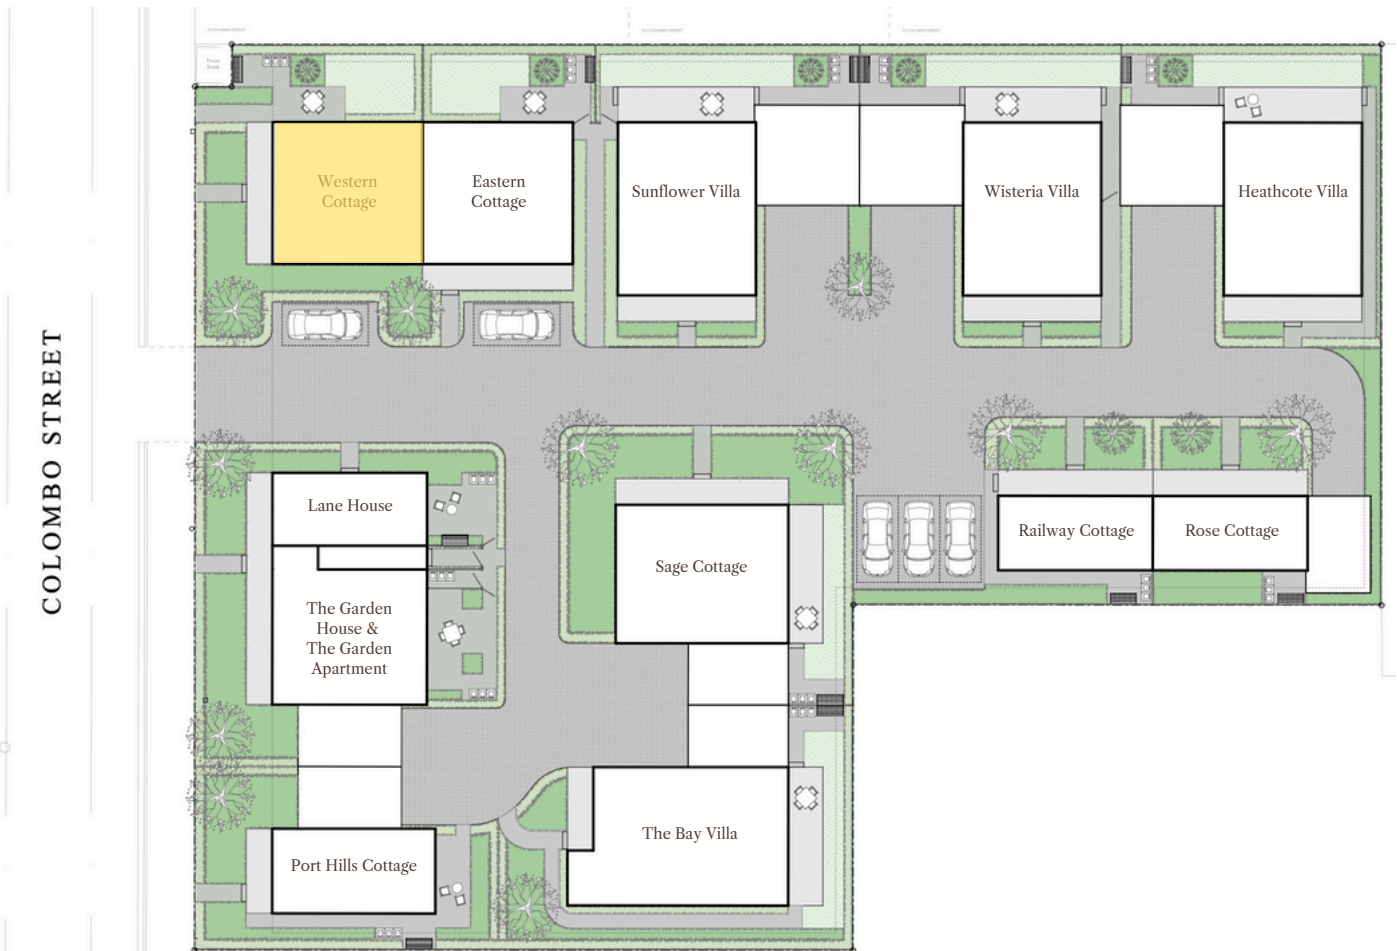 Western
Cottage
Eastern
Cottage
Sunflower Villa
Wisteria Villa
Heathcote Villa
COLOMBO STREET
Lane House
Railway Cottage
Rose Cottage
Sage Cottage
The Garden
House &
The Garden
Apartment
The Bay Villa
Port Hills Cottage